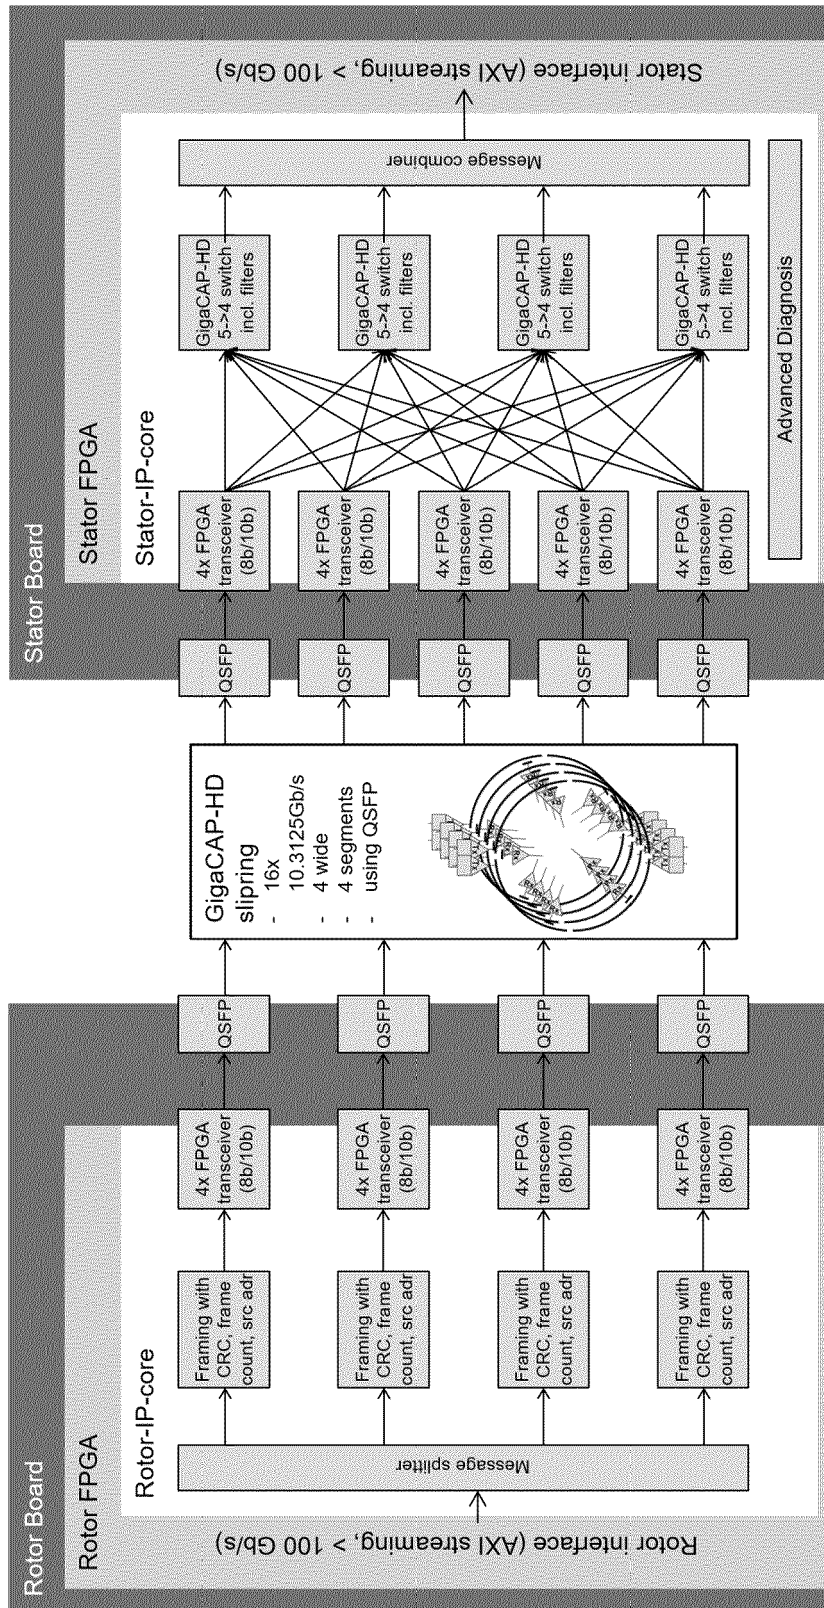 Rotor Board
Rotor FPGA
Rotor-IP-core
Rotor interface (AXI streaming, > 100 Gb/s)
Message splitter
Framing with
CRC, frame
count, src adr
Framing with
CRC, frame
count, src adr
Framing with
CRC, frame
count, src adr
Framing with
CRC, frame
count, src adr
4x FPGA
transceiver
(8b/10b)
4x FPGA
transceiver
(8b/10b)
4x FPGA
transceiver
(8b/10b)
4x FPGA
transceiver
(8b/10b)
QSFP
QSFP
QSFP
QSFP
GigaCAP-HD
slipring
- 16x
- 10.3125Gb/s
- 4 wide
- 4 segments
- using QSFP
Stator Board
QSFP
QSFP
QSFP
QSFP
QSFP
Stator FPGA
Stator-IP-core
4x FPGA
transceiver
(8b/10b)
4x FPGA
transceiver
(8b/10b)
4x FPGA
transceiver
(8b/10b)
4x FPGA
transceiver
(8b/10b)
4x FPGA
transceiver
(8b/10b)
GigaCAP-HD
5->4 switch
incl. filters
GigaCAP-HD
5->4 switch
incl. filters
GigaCAP-HD
5->4 switch
incl. filters
GigaCAP-HD
5->4 switch
incl. filters
Message combiner
Stator interface (AXI streaming, > 100 Gb/s)
Advanced Diagnosis